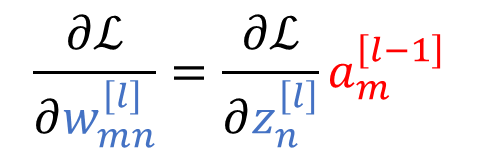 ∂ℒ/∂w_{mn}^{[l]} = ∂ℒ/∂z_n^{[l]} a_m^{[l−1]}